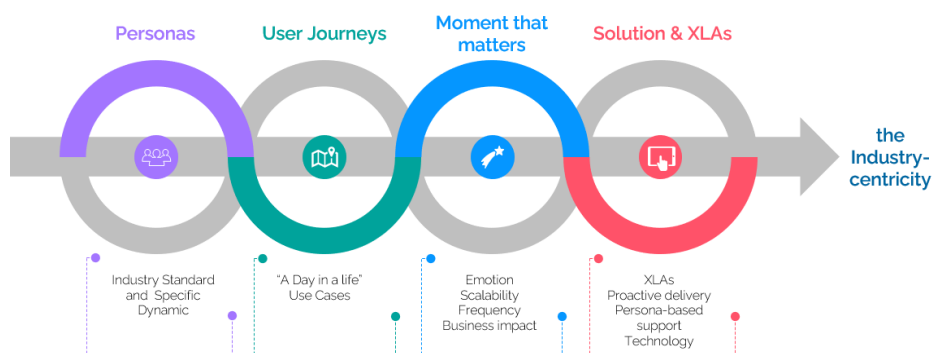 Personas
User Journeys
Moment that
matters
Solution & XLAs
the
Industry-
centricity
Industry Standard
and Specific
Dynamic
“A Day in a life”
Use Cases
Emotion
Scalability
Frequency
Business impact
XLAs
Proactive delivery
Persona-based
support
Technology